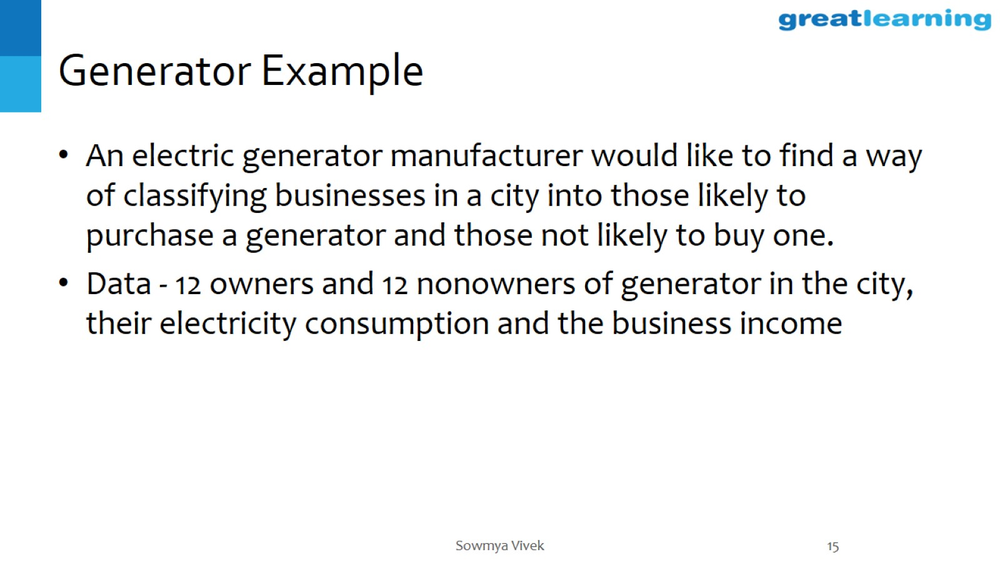 greatlearning
Generator Example
• An electric generator manufacturer would like to find a way
of classifying businesses in a city into those likely to
purchase a generator and those not likely to buy one.
• Data - 12 owners and 12 nonowners of generator in the city,
their electricity consumption and the business income
Sowmya Vivek
15